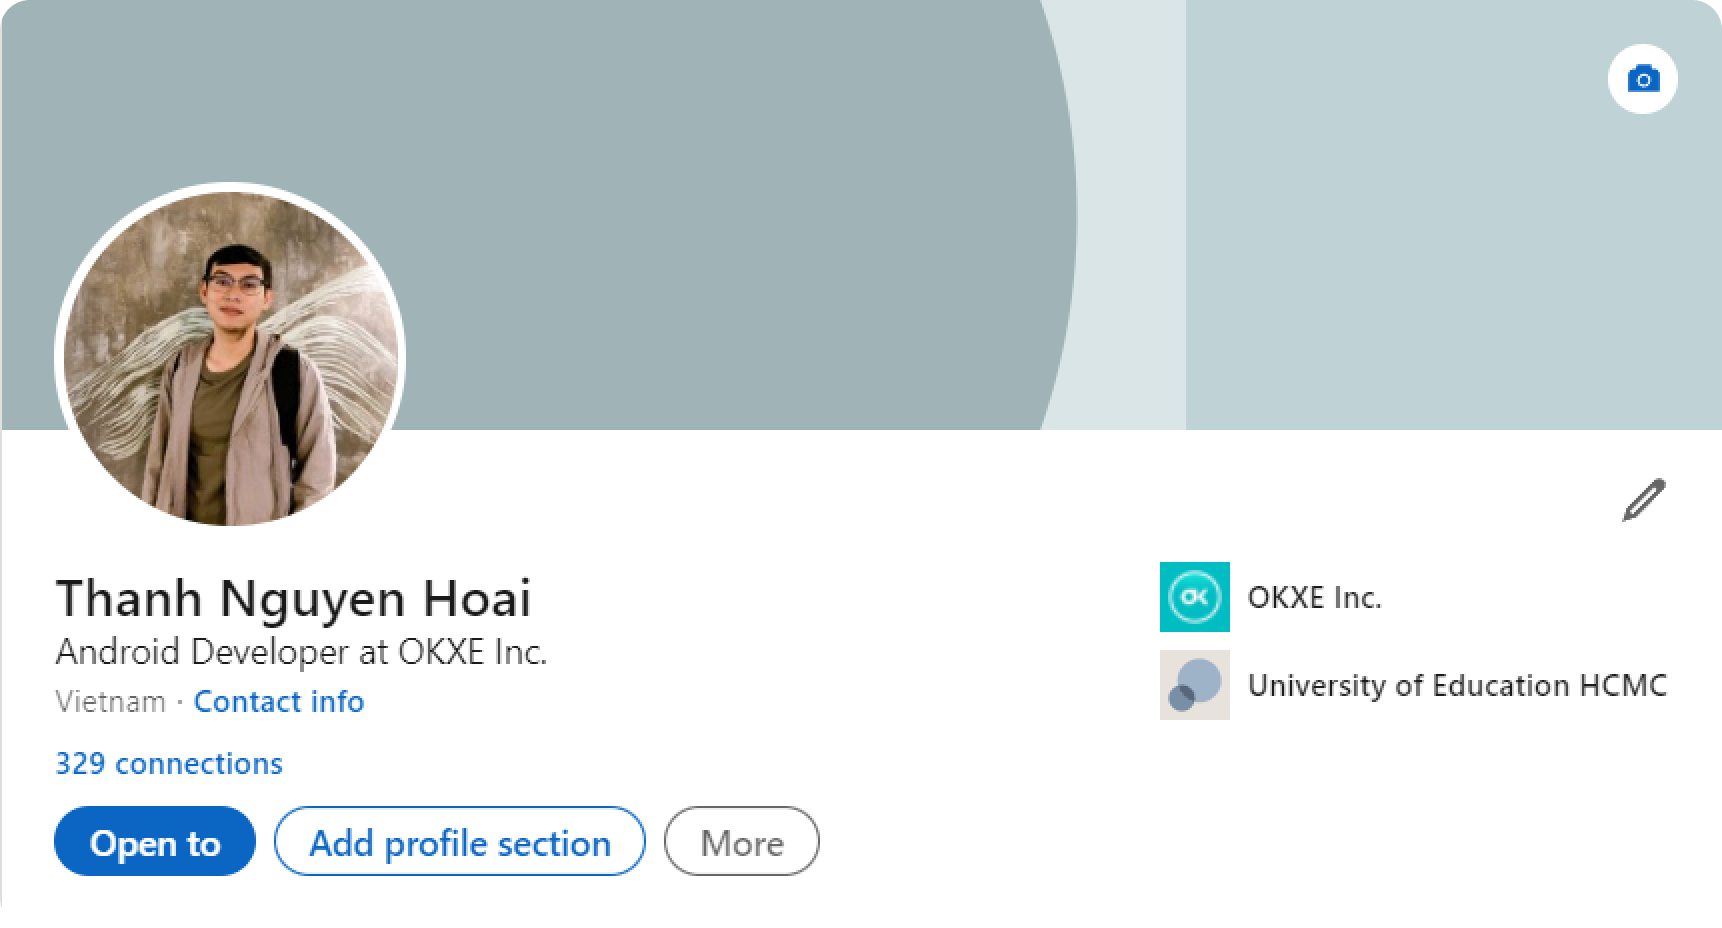 Thanh Nguyen Hoai
Android Developer at OKXE Inc.
Vietnam · Contact info
329 connections
Open to
Add profile section
More
OK
OKXE Inc.
University of Education HCMC